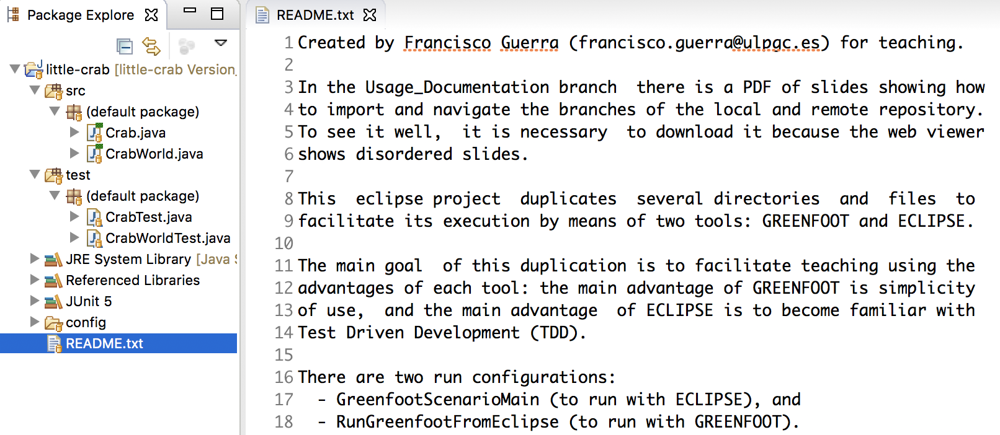 Package Explore
little-crab [little-crab Version
src
(default package)
Crab.java
CrabWorld.java
test
(default package)
CrabTest.java
CrabWorldTest.java
JRE System Library [Java S
Referenced Libraries
JUnit 5
config
README.txt
README.txt
1 Created by Francisco Guerra (francisco.guerra@ulpgc.es) for teaching.
2
3 In the Usage_Documentation branch  there is a PDF of slides showing how
4 to import and navigate the branches of the local and remote repository.
5 To see it well,  it is necessary  to download it because the web viewer
6 shows disordered slides.
7
8 This  eclipse project  duplicates  several directories  and  files  to
9 facilitate its execution by means of two tools: GREENFOOT and ECLIPSE.
10
11 The main goal  of this duplication is to facilitate teaching using the
12 advantages of each tool: the main advantage of GREENFOOT is simplicity
13 of use,  and the main advantage  of ECLIPSE is to become familiar with
14 Test Driven Development (TDD).
15
16 There are two run configurations:
17   - GreenfootScenarioMain (to run with ECLIPSE), and
18   - RunGreenfootFromEclipse (to run with GREENFOOT).